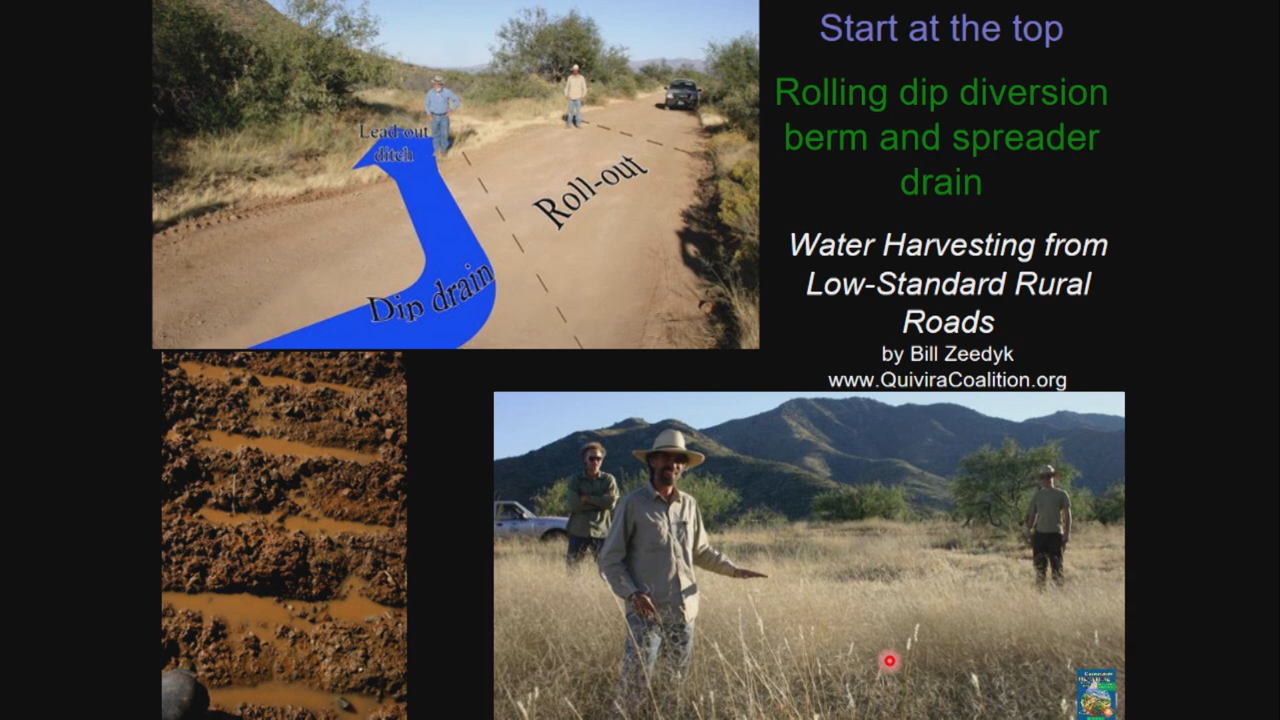 Start at the top
Rolling dip diversion
berm and spreader
drain
Water Harvesting from
Low-Standard Rural
Roads
by Bill Zeedyk
www.QuiviraCoalition.org
Lead-out
ditch
Roll-out
Dip drain